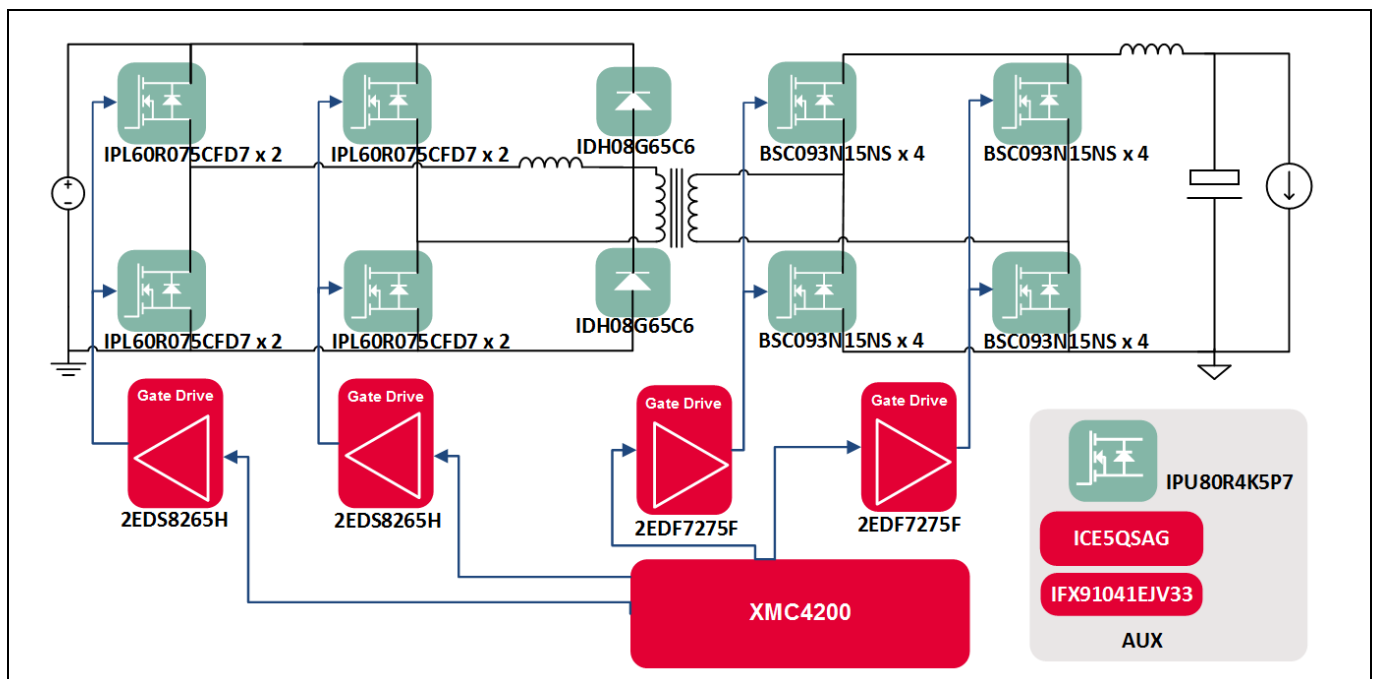 IPL60R075CFD7 x 2
IPL60R075CFD7 x 2
IDH08G65C6
BSC093N15NS x 4
BSC093N15NS x 4
IPL60R075CFD7 x 2
IPL60R075CFD7 x 2
IDH08G65C6
BSC093N15NS x 4
BSC093N15NS x 4
Gate Drive
2EDS8265H
Gate Drive
2EDS8265H
Gate Drive
2EDF7275F
Gate Drive
2EDF7275F
XMC4200
IPU80R4K5P7
ICE5QSAG
IFX91041EJV33
AUX